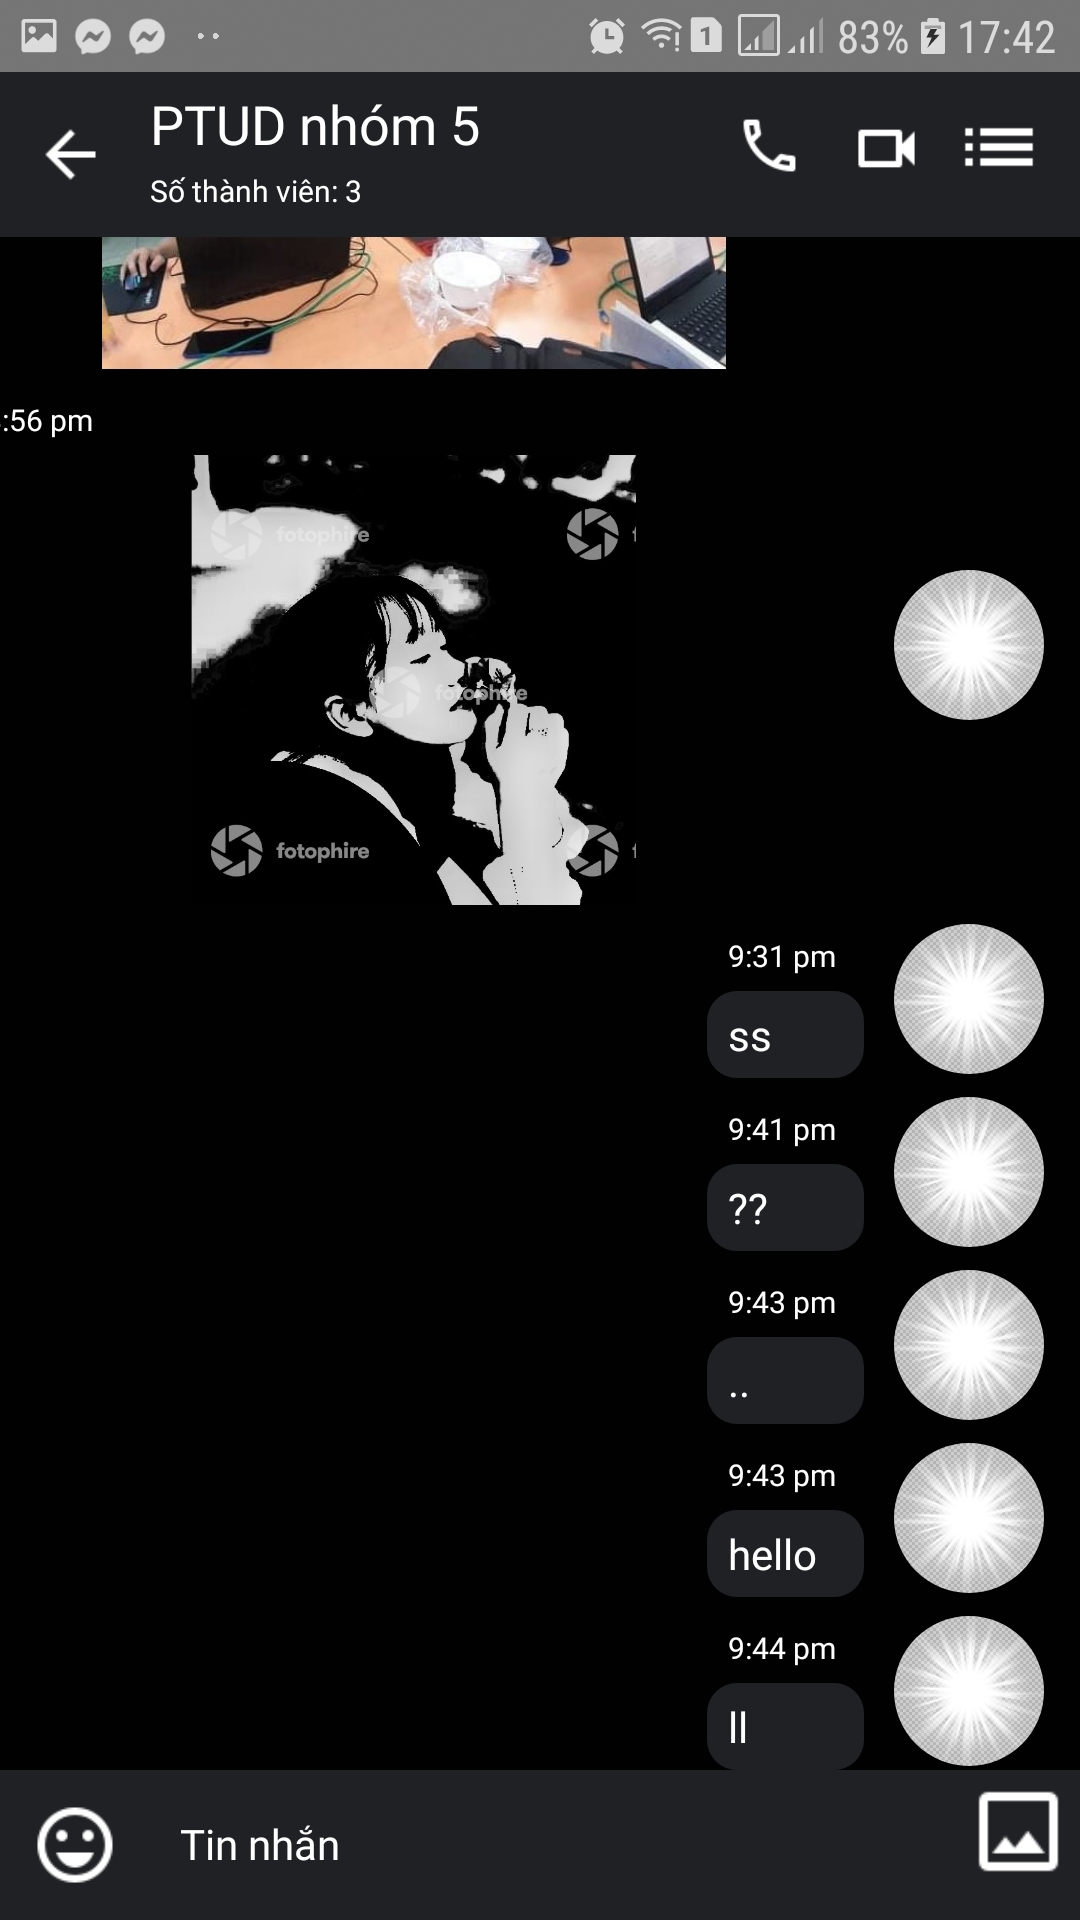 83% 17:42
1
PTUD nhóm 5
Số thành viên: 3
:56 pm
fotophire
fotophire
fotophire
9:31 pm
ss
9:41 pm
??
9:43 pm
..
9:43 pm
hello
9:44 pm
ll
Tin nhắn